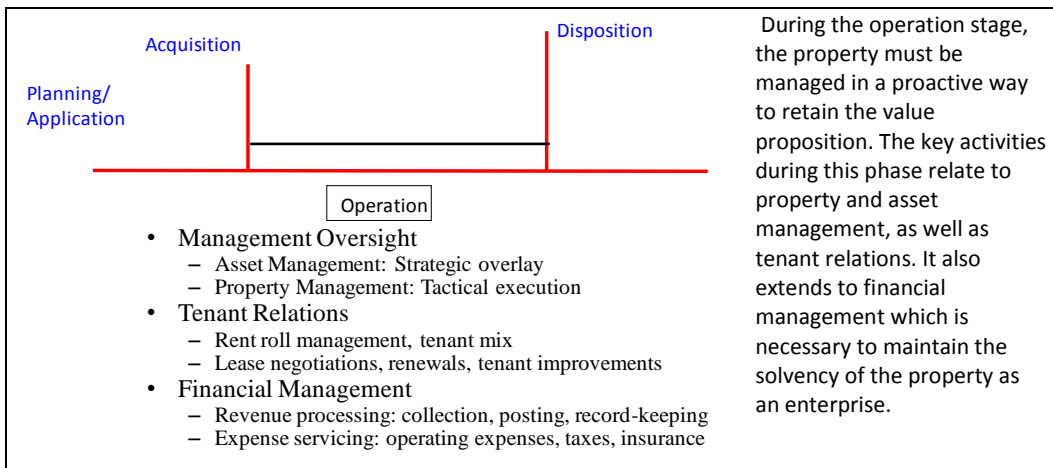 Acquisition
Disposition
Planning/
Application
Operation
• Management Oversight
– Asset Management: Strategic overlay
– Property Management: Tactical execution
• Tenant Relations
– Rent roll management, tenant mix
– Lease negotiations, renewals, tenant improvements
• Financial Management
– Revenue processing: collection, posting, record-keeping
– Expense servicing: operating expenses, taxes, insurance
During the operation stage,
the property must be
managed in a proactive way
to retain the value
proposition. The key activities
during this phase relate to
property and asset
management, as well as
tenant relations. It also
extends to financial
management which is
necessary to maintain the
solvency of the property as
an enterprise.